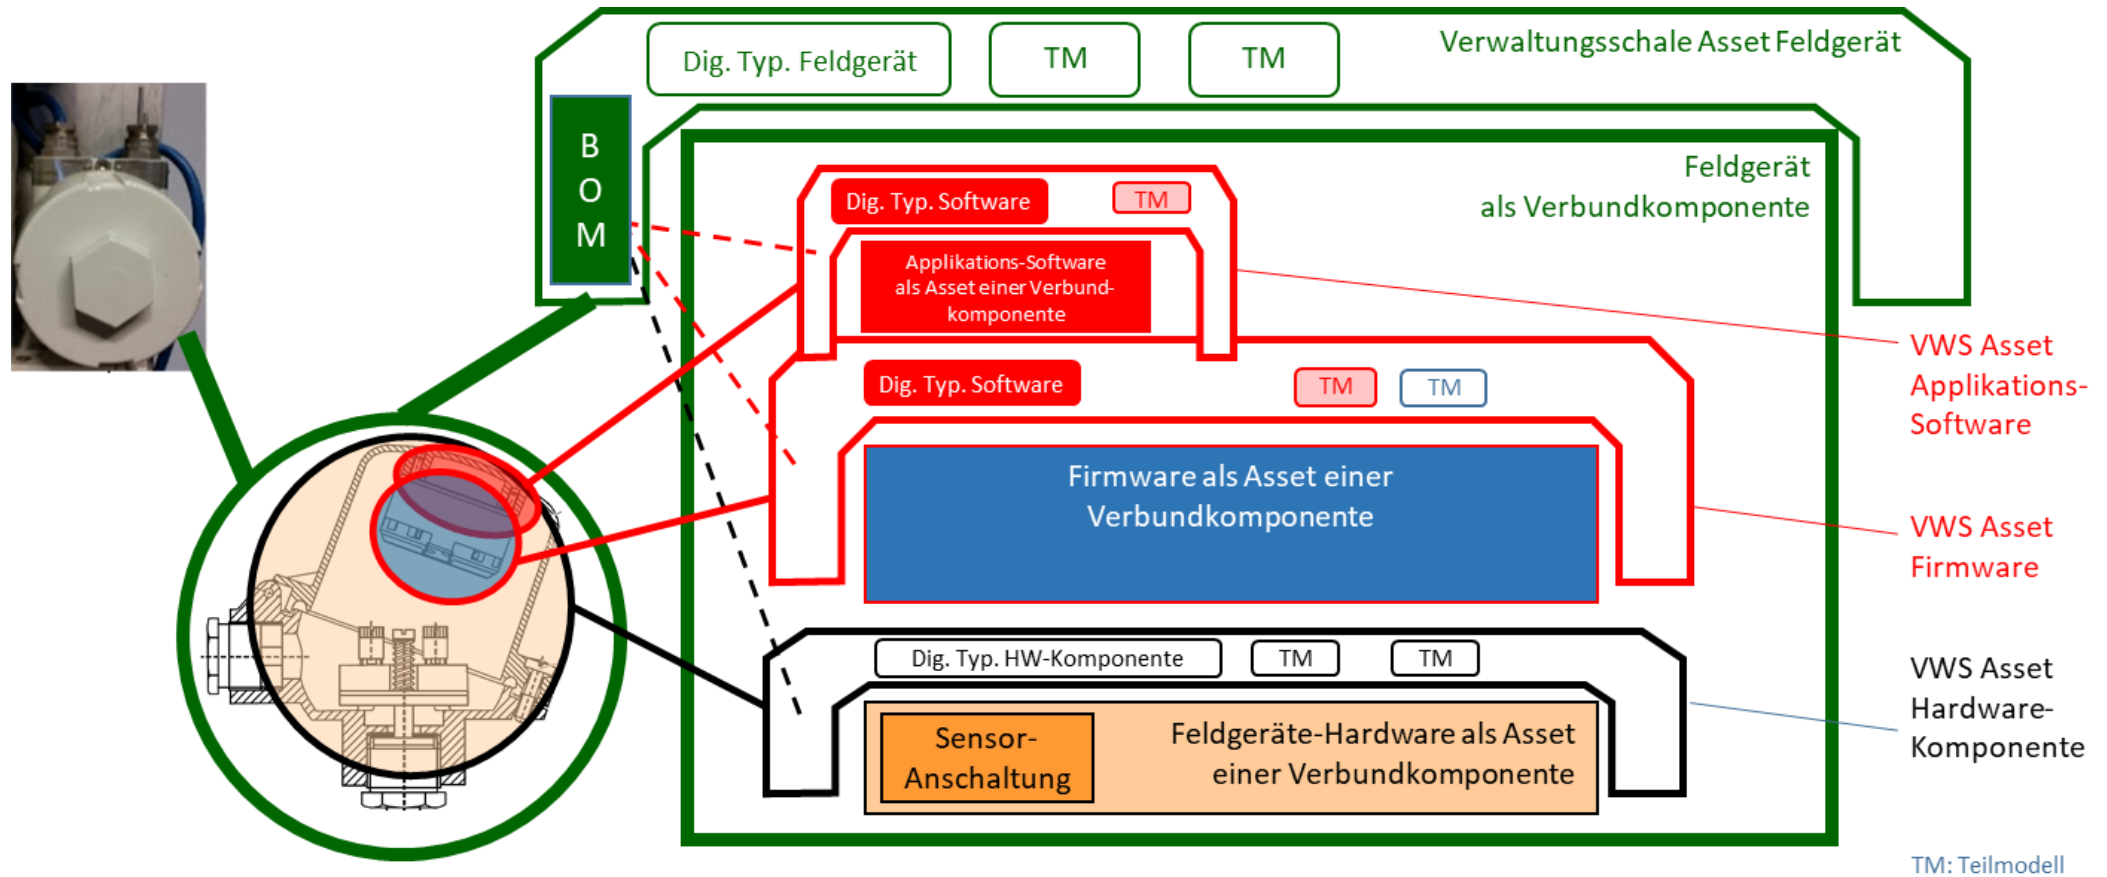 Verwaltungsschale Asset Feldgerät
Dig. Typ. Feldgerät
TM
TM
B
O
M
Feldgerät
als Verbundkomponente
Dig. Typ. Software
TM
Applikations-Software
als Asset einer Verbund-
komponente
VWS Asset
Applikations-
Software
Dig. Typ. Software
TM
TM
Firmware als Asset einer
Verbundkomponente
VWS Asset
Firmware
Dig. Typ. HW-Komponente
TM
TM
VWS Asset
Hardware-
Komponente
Sensor-
Anschaltung
Feldgeräte-Hardware als Asset
einer Verbundkomponente
TM: Teilmodell